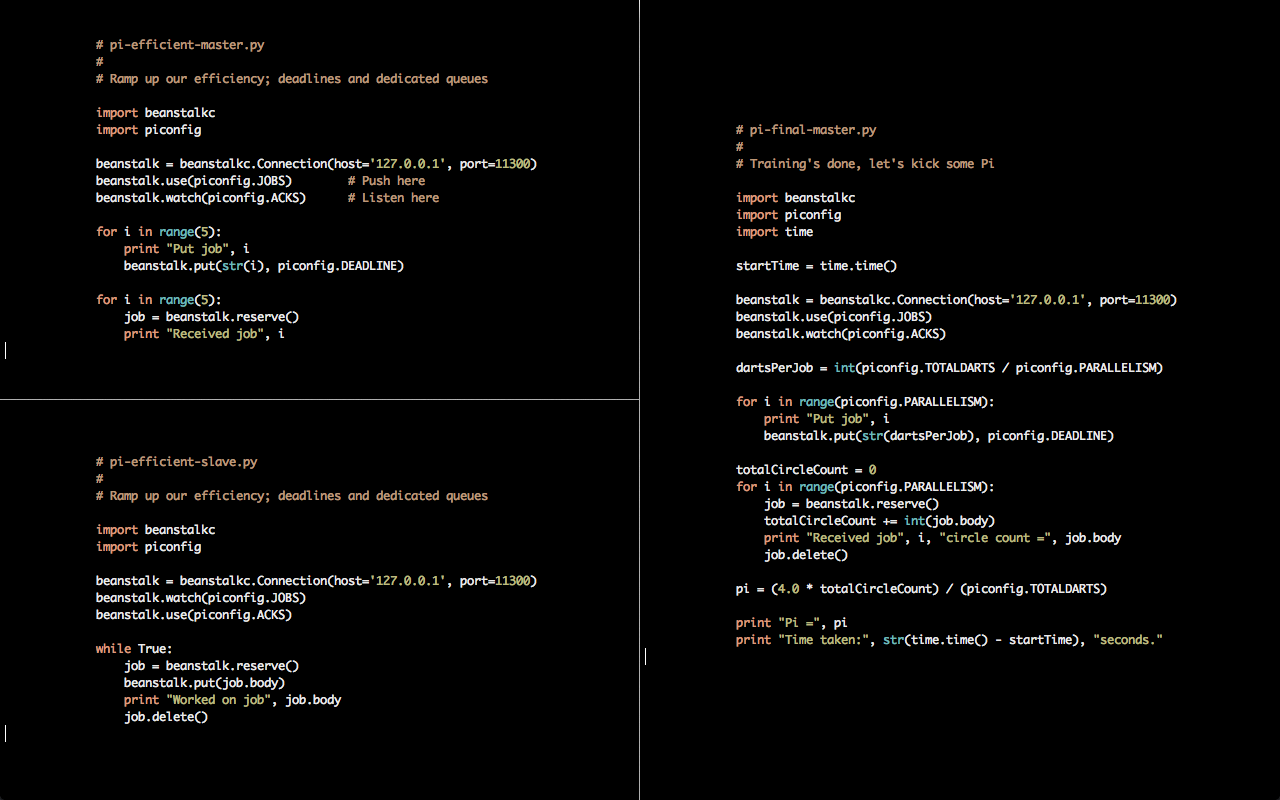 # pi-efficient-master.py
#
# Ramp up our efficiency; deadlines and dedicated queues

import beanstalkc
import piconfig

beanstalk = beanstalkc.Connection(host='127.0.0.1', port=11300)
beanstalk.use(piconfig.JOBS)        # Push here
beanstalk.watch(piconfig.ACKS)      # Listen here

for i in range(5):
    print "Put job", i
    beanstalk.put(str(i), piconfig.DEADLINE)

for i in range(5):
    job = beanstalk.reserve()
    print "Received job", i

# pi-efficient-slave.py
#
# Ramp up our efficiency; deadlines and dedicated queues

import beanstalkc
import piconfig

beanstalk = beanstalkc.Connection(host='127.0.0.1', port=11300)
beanstalk.watch(piconfig.JOBS)
beanstalk.use(piconfig.ACKS)

while True:
    job = beanstalk.reserve()
    beanstalk.put(job.body)
    print "Worked on job", job.body
    job.delete()

# pi-final-master.py
#
# Training's done, let's kick some Pi

import beanstalkc
import piconfig
import time

startTime = time.time()

beanstalk = beanstalkc.Connection(host='127.0.0.1', port=11300)
beanstalk.use(piconfig.JOBS)
beanstalk.watch(piconfig.ACKS)

dartsPerJob = int(piconfig.TOTALDARTS / piconfig.PARALLELISM)

for i in range(piconfig.PARALLELISM):
    print "Put job", i
    beanstalk.put(str(dartsPerJob), piconfig.DEADLINE)

totalCircleCount = 0
for i in range(piconfig.PARALLELISM):
    job = beanstalk.reserve()
    totalCircleCount += int(job.body)
    print "Received job", i, "circle count =", job.body
    job.delete()

pi = (4.0 * totalCircleCount) / (piconfig.TOTALDARTS)

print "Pi =", pi
print "Time taken:", str(time.time() - startTime), "seconds."